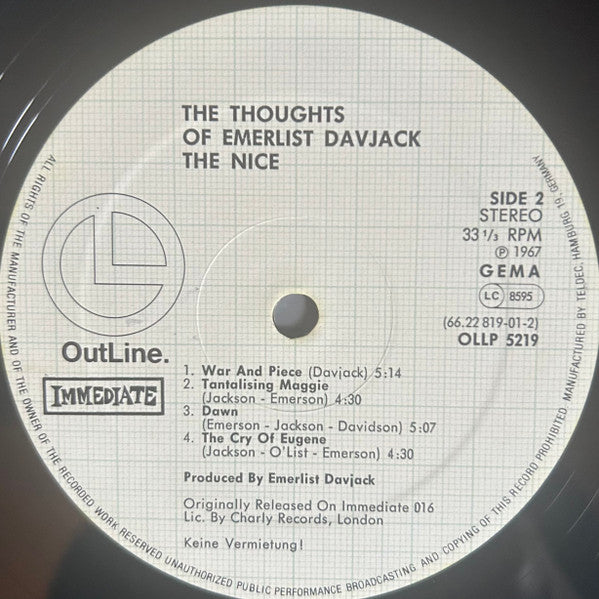 THE THOUGHTS
OF EMERLIST DAVJACK
THE NICE
SIDE 2
STEREO
33 1/3 RPM
Ⓟ 1967
GEMA
LC 8595
(66.22 819-01-2)
OLLP 5219
OutLine.
IMMEDIATE
1. War And Piece (Davjack) 5:14
2. Tantalising Maggie
(Jackson - Emerson) 4:30
3. Dawn
(Emerson - Jackson - Davidson) 5:07
4. The Cry Of Eugene
(Jackson - O'List - Emerson) 4:30
Produced By Emerlist Davjack
Originally Released On Immediate 016
Lic. By Charly Records, London
Keine Vermietung!
ALL RIGHTS OF THE MANUFACTURER AND OF THE OWNER OF THE RECORDED WORK RESERVED UNAUTHORIZED PUBLIC PERFORMANCE BROADCASTING AND COPYING OF THIS RECORD PROHIBITED. MANUFACTURED BY TELDEC, HAMBURG 19, GERMANY